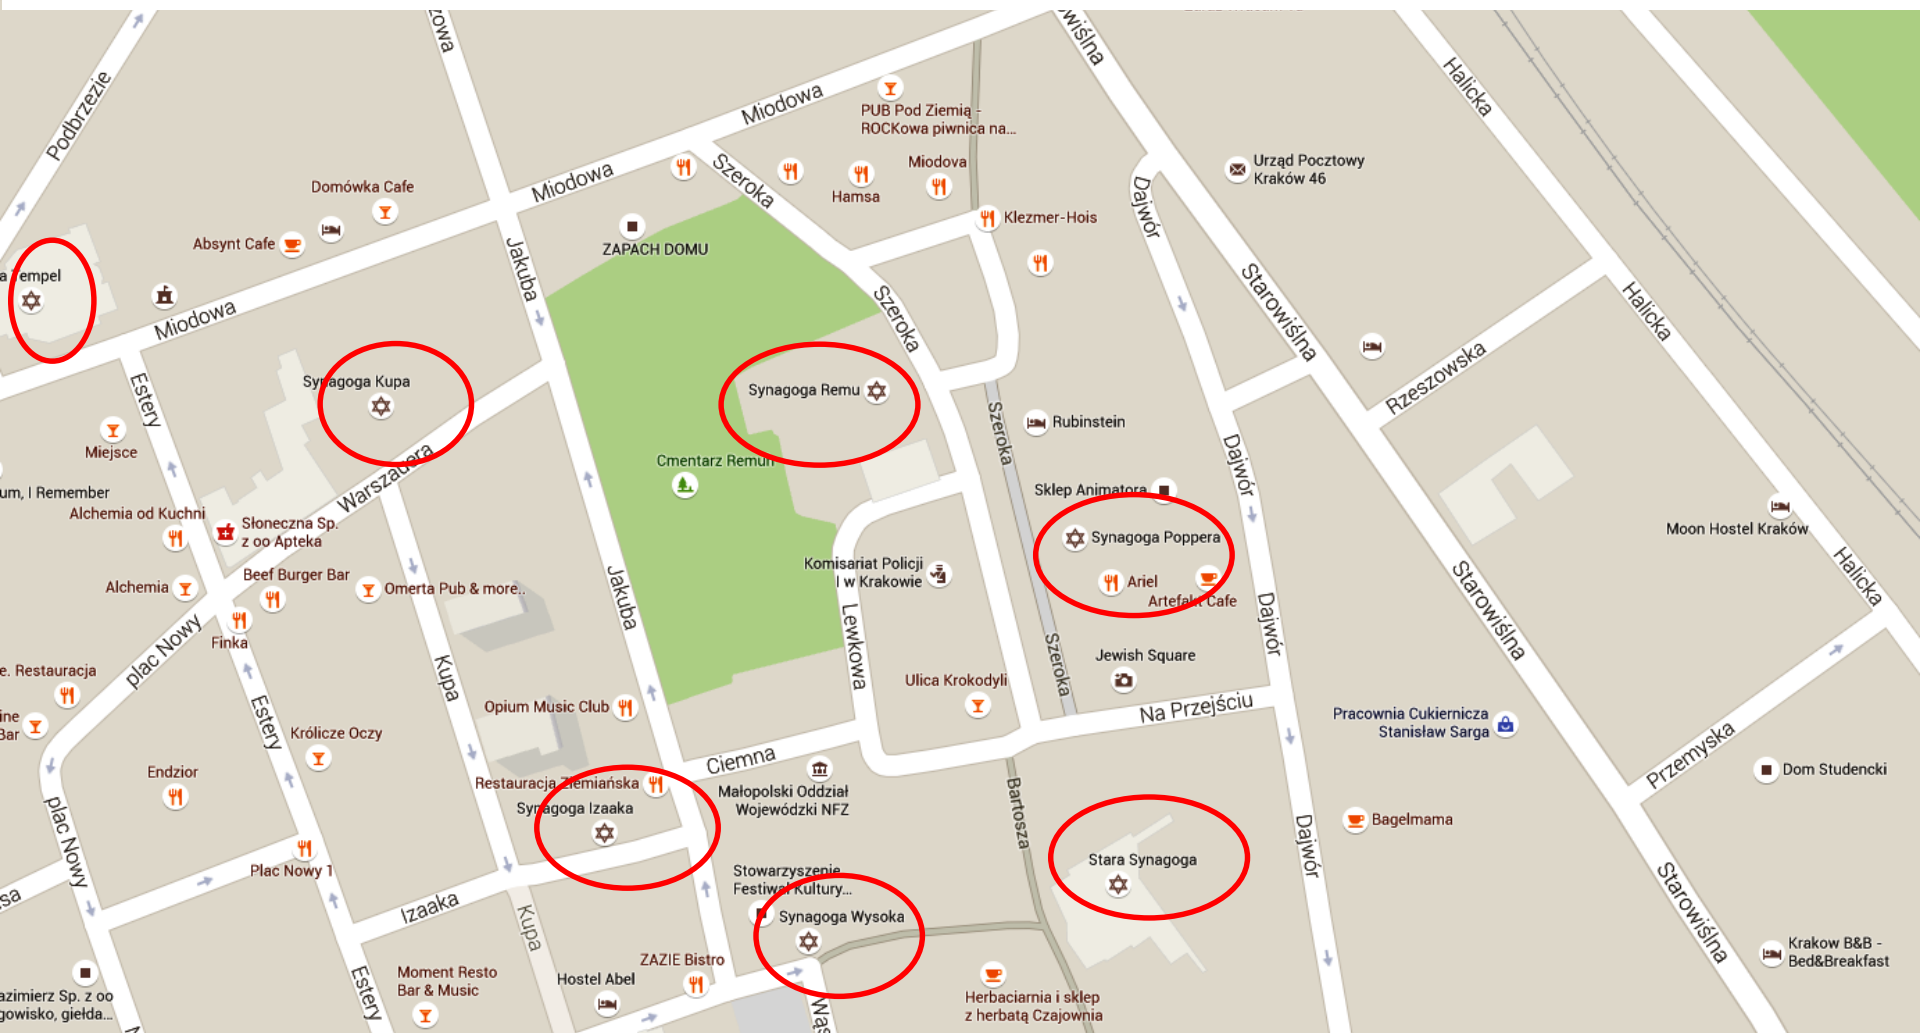 zowa
owiślna
Podbrzezie
Halicka
Miodowa
PUB Pod Ziemią -
ROCKowa piwnica na...
Urząd Pocztowy
Kraków 46
Miodova
Szeroka
Miodowa
Domówka Cafe
Hamsa
Dajwór
Klezmer-Hois
Absynt Cafe
ZAPACH DOMU
Jakuba
a Tempel
Starowiślna
Halicka
Szeroka
Miodowa
Synagoga Kupa
Synagoga Remu
Rzeszowska
Estery
Szeroka
Rubinstein
Miejsce
Cmentarz Remuh
Dajwór
Warszauera
um, I Remember
Sklep Animatora
Alchemia od Kuchni
Słoneczna Sp.
z oo Apteka
Synagoga Poppera
Moon Hostel Kraków
Komisariat Policji
I w Krakowie
Halicka
Alchemia
Beef Burger Bar
Omerta Pub & more..
Jakuba
Ariel
Artefakt Cafe
Starowiślna
Dajwór
Lewkowa
Finka
plac Nowy
Kupa
Szeroka
Jewish Square
e. Restauracja
Ulica Krokodyli
Opium Music Club
Na Przejściu
Pracownia Cukiernicza
Stanisław Sarga
ine
Bar
Estery
Królicze Oczy
Ciemna
Przemyska
Endzior
Restauracja Ziemiańska
Małopolski Oddział
Wojewódzki NFZ
Dom Studencki
Synagoga Izaaka
Bartosza
Bagelmama
plac Nowy
Dajwór
Plac Nowy 1
Stowarzyszenie
Festiwal Kultury...
Stara Synagoga
sa
Izaaka
Kupa
Synagoga Wysoka
Starowiślna
Krakow B&B -
Bed&Breakfast
ZAZIE Bistro
Moment Resto
Bar & Music
Hostel Abel
Estery
azimierz Sp. z oo
gowisko, giełda...
Herbaciarnia i sklep
z herbatą Czajownia
Wąs